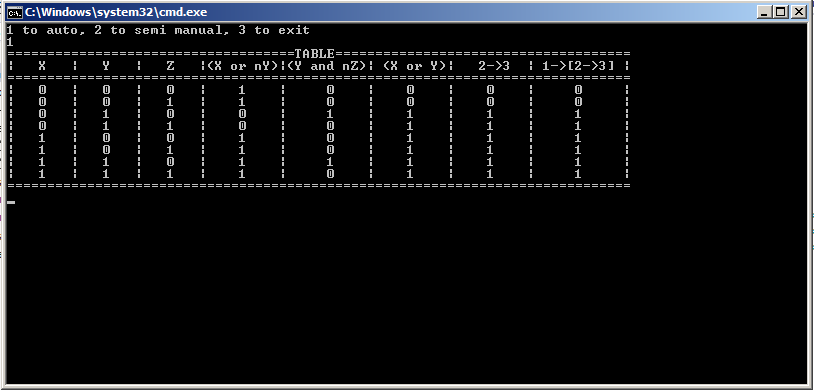 C:\Windows\system32\cmd.exe
1 to auto, 2 to semi manual, 3 to exit
1
====================================TABLE=====================================
¦   X   ¦   Y   ¦   Z   ¦(X or nY)¦(Y and nZ)¦ (X or Y)¦   2->3  ¦ 1->[2->3] ¦
==============================================================================
¦   0   ¦   0   ¦   0   ¦    1    ¦     0    ¦    0    ¦    0    ¦     0     ¦
¦   0   ¦   0   ¦   1   ¦    1    ¦     0    ¦    0    ¦    0    ¦     0     ¦
¦   0   ¦   1   ¦   0   ¦    0    ¦     1    ¦    1    ¦    1    ¦     1     ¦
¦   0   ¦   1   ¦   1   ¦    0    ¦     0    ¦    1    ¦    1    ¦     1     ¦
¦   1   ¦   0   ¦   0   ¦    1    ¦     0    ¦    1    ¦    1    ¦     1     ¦
¦   1   ¦   0   ¦   1   ¦    1    ¦     0    ¦    1    ¦    1    ¦     1     ¦
¦   1   ¦   1   ¦   0   ¦    1    ¦     1    ¦    1    ¦    1    ¦     1     ¦
¦   1   ¦   1   ¦   1   ¦    1    ¦     0    ¦    1    ¦    1    ¦     1     ¦
==============================================================================